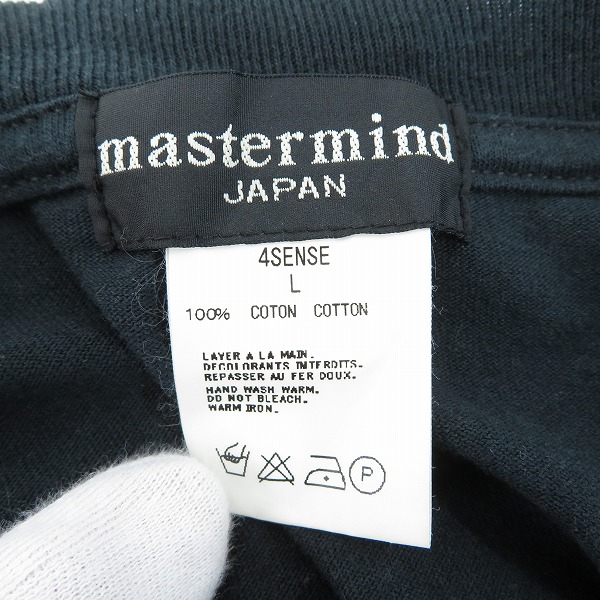 mastermind
JAPAN
4SENSE
L
100% COTON COTTON
LAVER A LA MAIN.
DECOLORANTS INTERDITS.
REPASSER AU FER DOUX.
HAND WASH WARM.
DO NOT BLEACH.
WARM IRON.
P